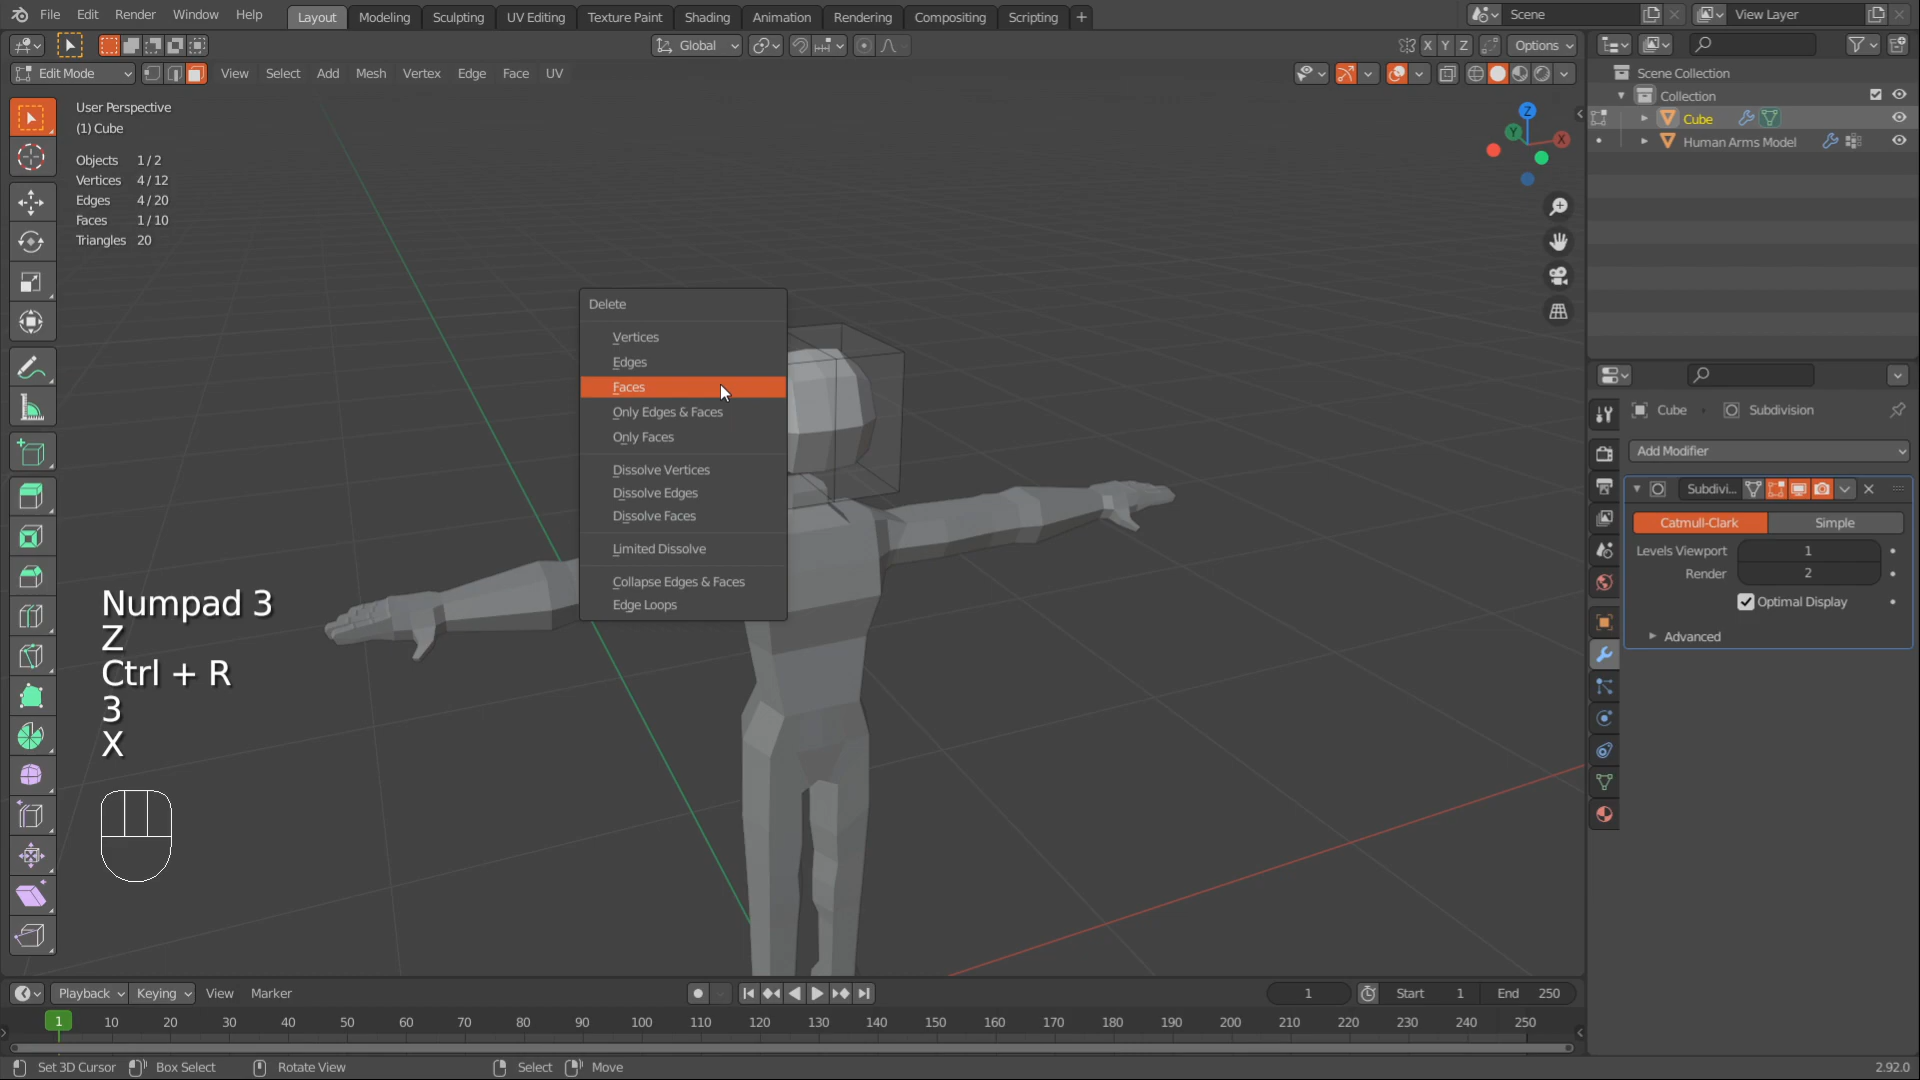 File Edit Render Window Help Layout Modeling Sculpting UV Editing Texture Paint Shading Animation Rendering Compositing Scripting + Scene View Layer
Global X Y Z Options
Edit Mode View Select Add Mesh Vertex Edge Face UV
Scene Collection
Collection
Cube
Human Arms Model
User Perspective
(1) Cube
Objects 1/2
Vertices 4/12
Edges 4/20
Faces 1/10
Triangles 20
Z
Y
X
Delete
Vertices
Edges
Faces
Only Edges & Faces
Only Faces
Dissolve Vertices
Dissolve Edges
Dissolve Faces
Limited Dissolve
Collapse Edges & Faces
Edge Loops
Cube Subdivision
Add Modifier
Subdivi...
Catmull-Clark Simple
Levels Viewport 1
Render 2
Optimal Display
Advanced
Numpad 3
Z
Ctrl + R
3
X
Playback Keying View Marker 1 Start 1 End 250
1 10 20 30 40 50 60 70 80 90 100 110 120 130 140 150 160 170 180 190 200 210 220 230 240 250
Set 3D Cursor Box Select Rotate View Select Move 2.92.0